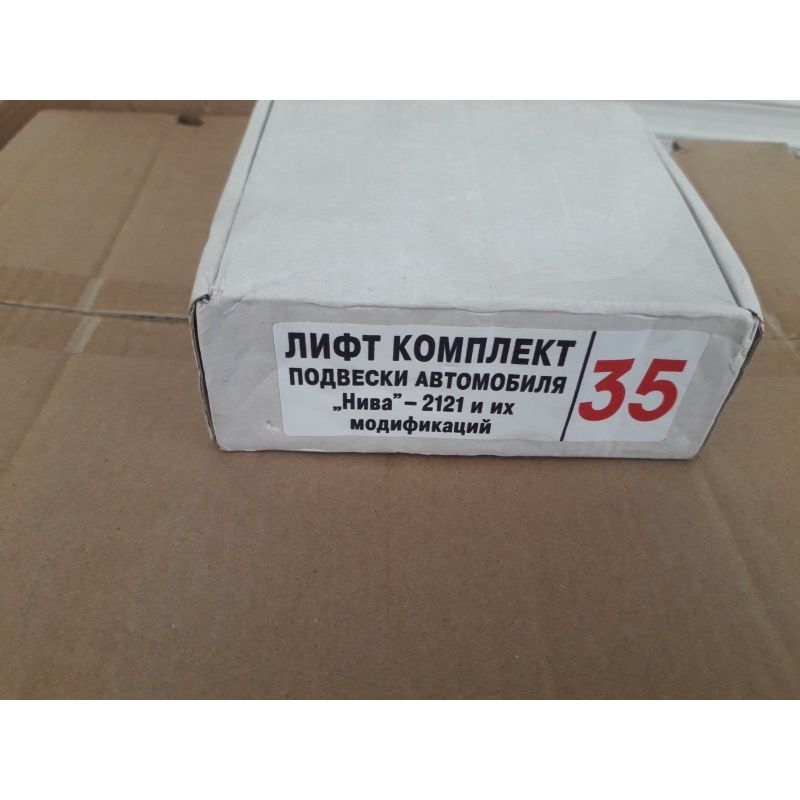 ЛИФТ КОМПЛЕКТ
ПОДВЕСКИ АВТОМОБИЛЯ
„Нива” – 2121 и их
модификаций
35